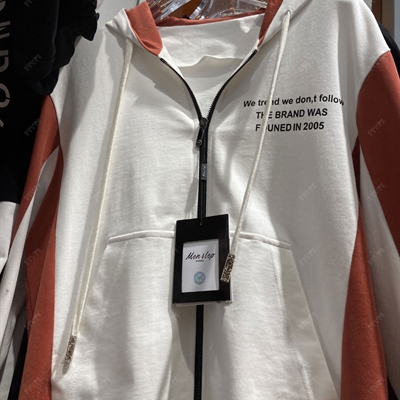 We trend we don,t follow
THE BRAND WAS
FOUNED IN 2005